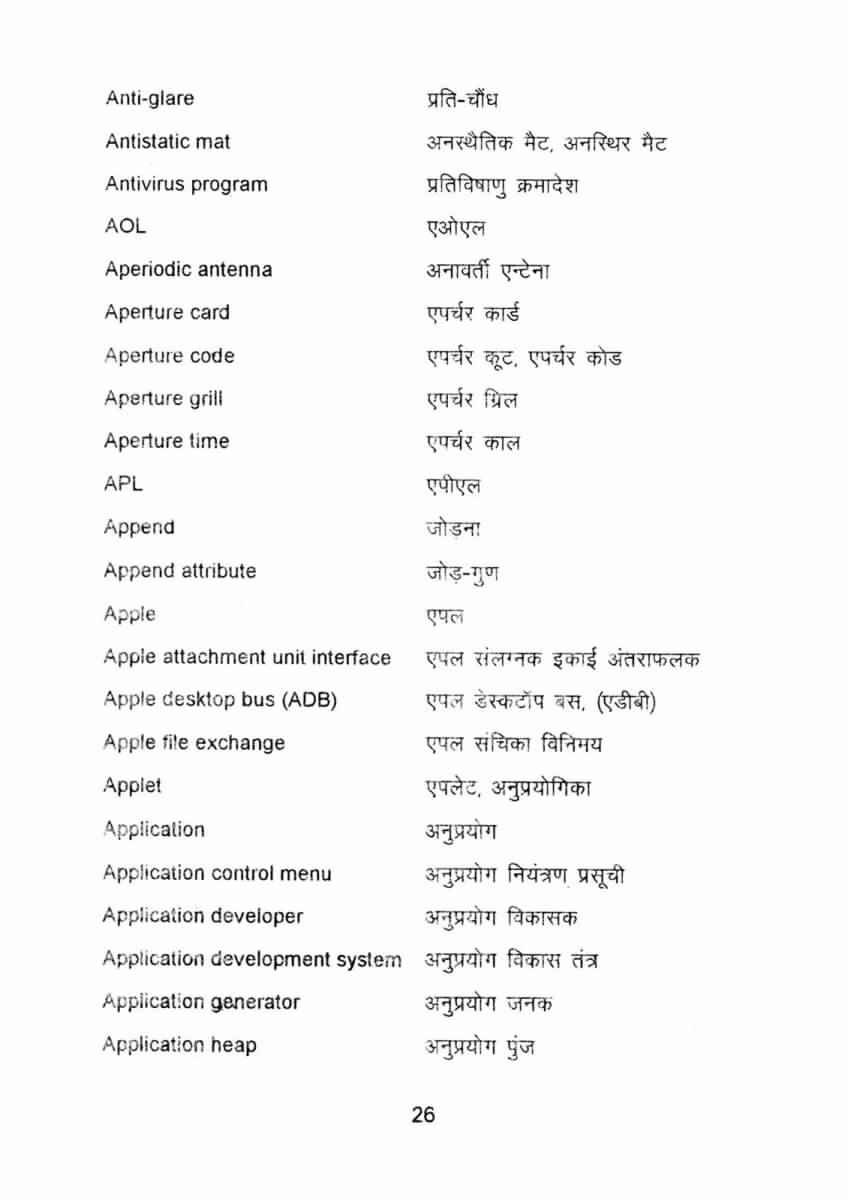 Anti-glare प्रति-चौंध
Antistatic mat अनस्थैतिक मैट, अनस्थिर मैट
Antivirus program प्रतिविषाणु क्रमादेश
AOL एओएल
Aperiodic antenna अनावर्ती एन्टेना
Aperture card एपर्चर कार्ड
Aperture code एपर्चर कूट, एपर्चर कोड
Aperture grill एपर्चर ग्रिल
Aperture time एपर्चर काल
APL एपीएल
Append जोड़ना
Append attribute जोड़-गुण
Apple एपल
Apple attachment unit interface एपल संलग्नक इकाई अंतराफलक
Apple desktop bus (ADB) एपल डेस्कटॉप बस, (एडीबी)
Apple file exchange एपल संचिका विनिमय
Applet एपलेट, अनुप्रयोगिका
Application अनुप्रयोग
Application control menu अनुप्रयोग नियंत्रण प्रसूची
Application developer अनुप्रयोग विकासक
Application development system अनुप्रयोग विकास तंत्र
Application generator अनुप्रयोग जनक
Application heap अनुप्रयोग पुंज
26